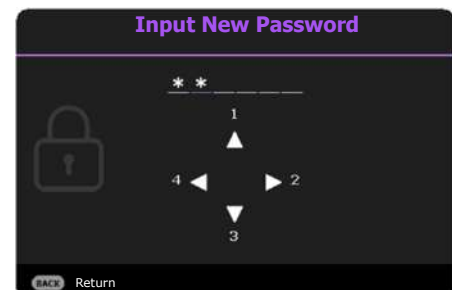 Input New Password
* * _ _ _ _
1
4 2
3
BACK Return